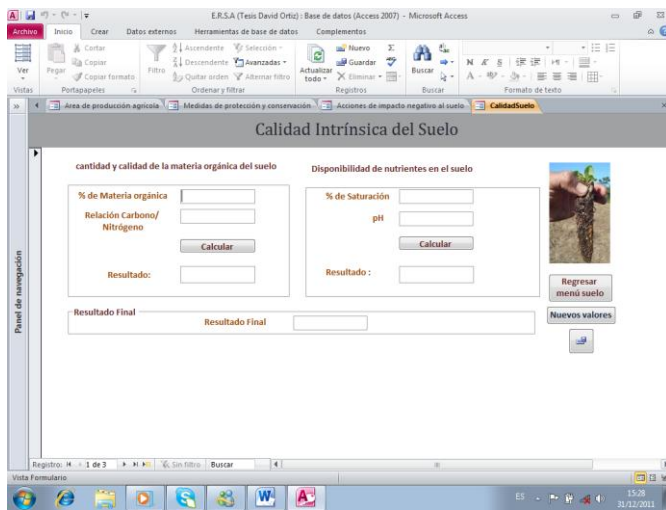 E.R.S.A (Tesis David Ortiz) : Base de datos (Access 2007) - Microsoft Access
Archivo Inicio Crear Datos externos Herramientas de base de datos Complementos
Ver
Pegar
Cortar
Copiar
Copiar formato
Filtro
Ascendente
Descendente
Quitar orden
Selección
Avanzadas
Alternar filtro
Actualizar todo
Nuevo
Guardar
Eliminar
Buscar
N K S
Vistas Portapapeles Ordenar y filtrar Registros Buscar Formato de texto
Area de producción agrícola Medidas de protección y conservación Acciones de impacto negativo al suelo CalidadSuelo
Calidad Intrínsica del Suelo
Panel de navegación
cantidad y calidad de la materia orgánica del suelo
% de Materia orgánica
Relación Carbono/
Nitrógeno
Calcular
Resultado:
Disponibilidad de nutrientes en el suelo
% de Saturación
pH
Calcular
Resultado :
Regresar
menú suelo
Nuevos valores
Resultado Final
Resultado Final
Registro: 1 de 3 Sin filtro Buscar
Vista Formulario
ES 15:28
31/12/2011